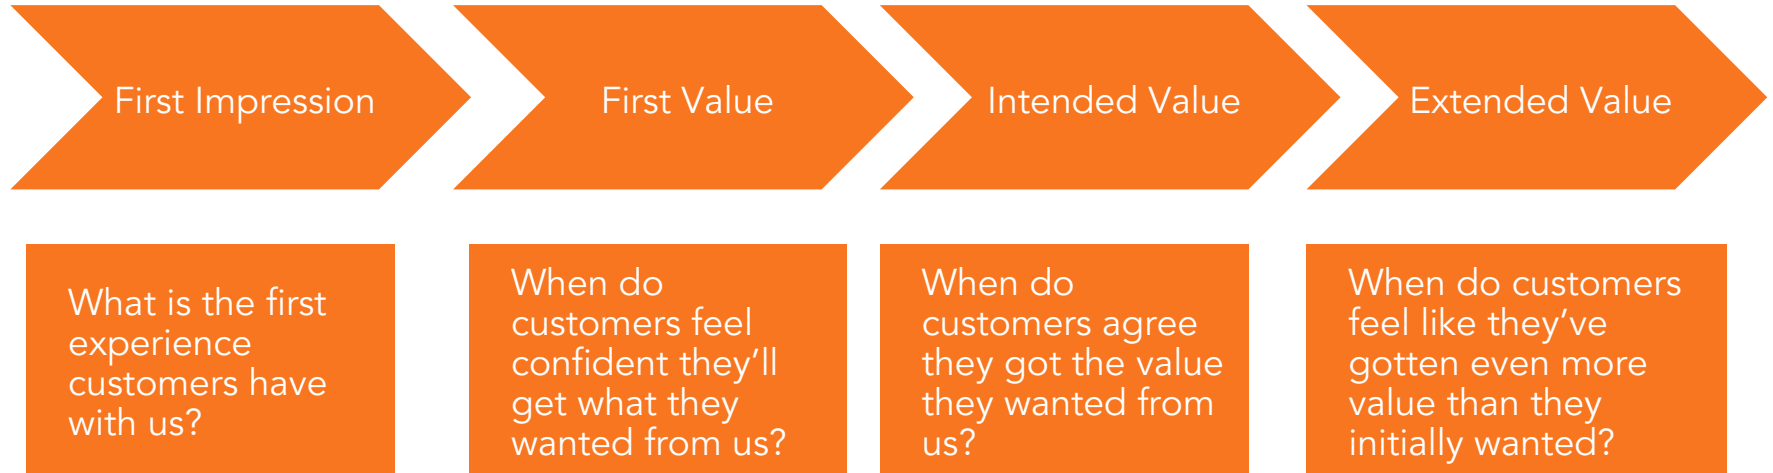 First Impression
First Value
Intended Value
Extended Value
What is the first
experience
customers have
with us?
When do
customers feel
confident they’ll
get what they
wanted from us?
When do
customers agree
they got the value
they wanted from
us?
When do customers
feel like they’ve
gotten even more
value than they
initially wanted?